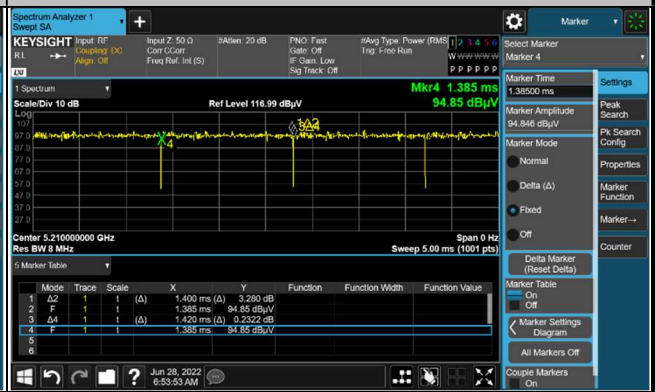 Spectrum Analyzer 1
Swept SA
Marker
KEYSIGHT Input: RF Input Z: 50 Ω #Atten: 20 dB PNO: Fast #Avg Type: Power (RMS 1 2 3 4 5 6
RL Coupling: DC Corr CCorr Gate: Off Trig: Free Run W W W W W W
Align: Off Freq Ref: Int (S) IF Gain: Low P P P P P P
LXI Sig Track: Off
Select Marker
Marker 4
1 Spectrum
Mkr4 1.385 ms
Scale/Div 10 dB Ref Level 116.99 dBµV 94.85 dBµV
Log
107
97.0
87.0
77.0
67.0
57.0
47.0
37.0
27.0
4
Center 5.210000000 GHz Span 0 Hz
Res BW 8 MHz Sweep 5.00 ms (1001 pts)
5 Marker Table
Mode Trace Scale X Y Function Function Width Function Value
1 Δ2 1 t (Δ) 1.400 ms (Δ) 3.280 dB
2 F 1 t 1.385 ms 94.85 dBµV
3 Δ4 1 t (Δ) 1.420 ms (Δ) 0.2322 dB
4 F 1 t 1.385 ms 94.85 dBµV
5
6
Jun 28, 2022
6:53:53 AM
Marker Time
1.38500 ms
Marker Amplitude
94.846 dBµV
Marker Mode
Normal
Delta (Δ)
Fixed
Off
Delta Marker
(Reset Delta)
Marker Table
On
Off
Marker Settings
Diagram
All Markers Off
Couple Markers
On
Settings
Peak
Search
Pk Search
Config
Properties
Marker
Function
Marker→
Counter